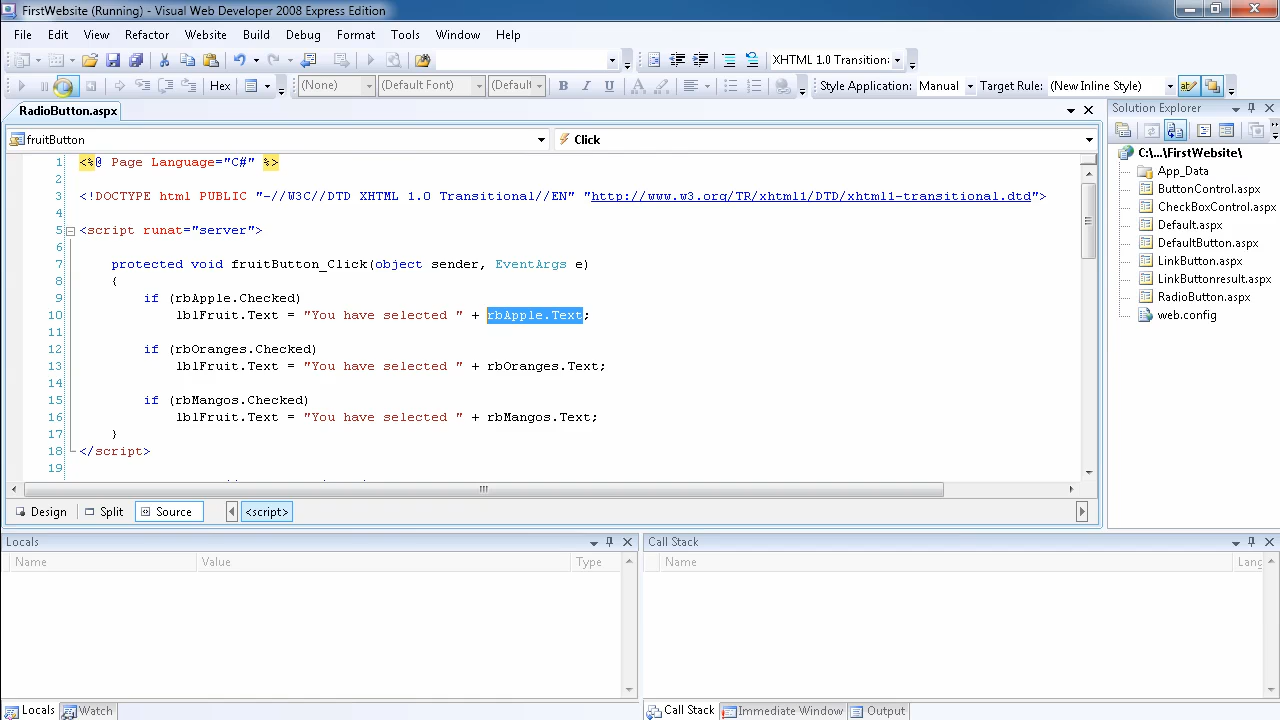 FirstWebsite (Running) - Visual Web Developer 2008 Express Edition
File Edit View Refactor Website Build Debug Format Tools Window Help
XHTML 1.0 Transition:
Hex (None) (Default Font) (Default B I U A Style Application: Manual Target Rule: (New Inline Style)
RadioButton.aspx
fruitButton Click
1 <%@ Page Language="C#" %>
2
3 <!DOCTYPE html PUBLIC "-//W3C//DTD XHTML 1.0 Transitional//EN" "http://www.w3.org/TR/xhtml1/DTD/xhtml1-transitional.dtd">
4
5 <script runat="server">
6
7 protected void fruitButton_Click(object sender, EventArgs e)
8 {
9 if (rbApple.Checked)
10 lblFruit.Text = "You have selected " + rbApple.Text;
11
12 if (rbOranges.Checked)
13 lblFruit.Text = "You have selected " + rbOranges.Text;
14
15 if (rbMangos.Checked)
16 lblFruit.Text = "You have selected " + rbMangos.Text;
17 }
18 </script>
19
Design Split Source <script>
Solution Explorer
C:\...\FirstWebsite\
App_Data
ButtonControl.aspx
CheckBoxControl.aspx
Default.aspx
DefaultButton.aspx
LinkButton.aspx
LinkButtonresult.aspx
RadioButton.aspx
web.config
Locals
Name Value Type
Call Stack
Name Lang
Locals Watch
Call Stack Immediate Window Output